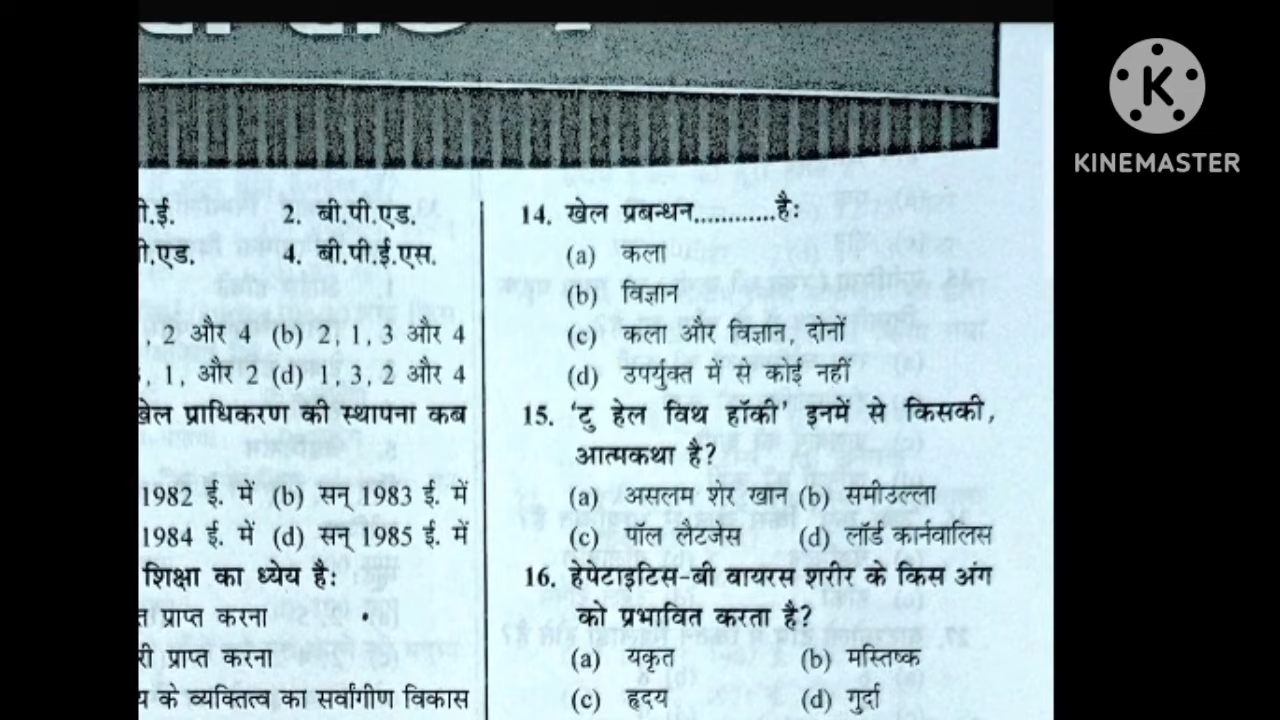 2. बी.पी.एड.
4. बी.पी.ई.एस.
, 2 और 4 (b) 2, 1, 3 और 4
, 1, और 2 (d) 1, 3, 2 और 4
खेल प्राधिकरण की स्थापना कब
1982 ई. में (b) सन् 1983 ई. में
1984 ई. में (d) सन् 1985 ई. में
शिक्षा का ध्येय है:
प्राप्त करना
प्राप्त करना
के व्यक्तित्व का सर्वांगीण विकास
14. खेल प्रबन्धन............है:
(a) कला
(b) विज्ञान
(c) कला और विज्ञान, दोनों
(d) उपर्युक्त में से कोई नहीं
15. 'टु हेल विथ हॉकी' इनमें से किसकी,
आत्मकथा है?
(a) असलम शेर खान (b) समीउल्ला
(c) पॉल लैटजेस (d) लॉर्ड कार्नवालिस
16. हेपेटाइटिस-बी वायरस शरीर के किस अंग
को प्रभावित करता है?
(a) यकृत (b) मस्तिष्क
(c) हृदय (d) गुर्दा
KINEMASTER